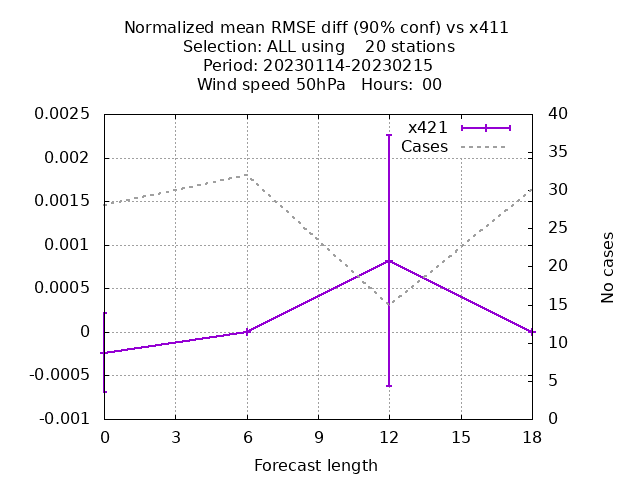 Normalized mean RMSE diff (90% conf) vs x411
Selection: ALL using    20 stations
Period: 20230114-20230215
Wind speed 50hPa   Hours:  00
0.0025
0.002
0.0015
0.001
0.0005
0
-0.0005
-0.001
x421
Cases
40
35
30
25
20
15
10
5
0
No cases
0 3 6 9 12 15 18
Forecast length